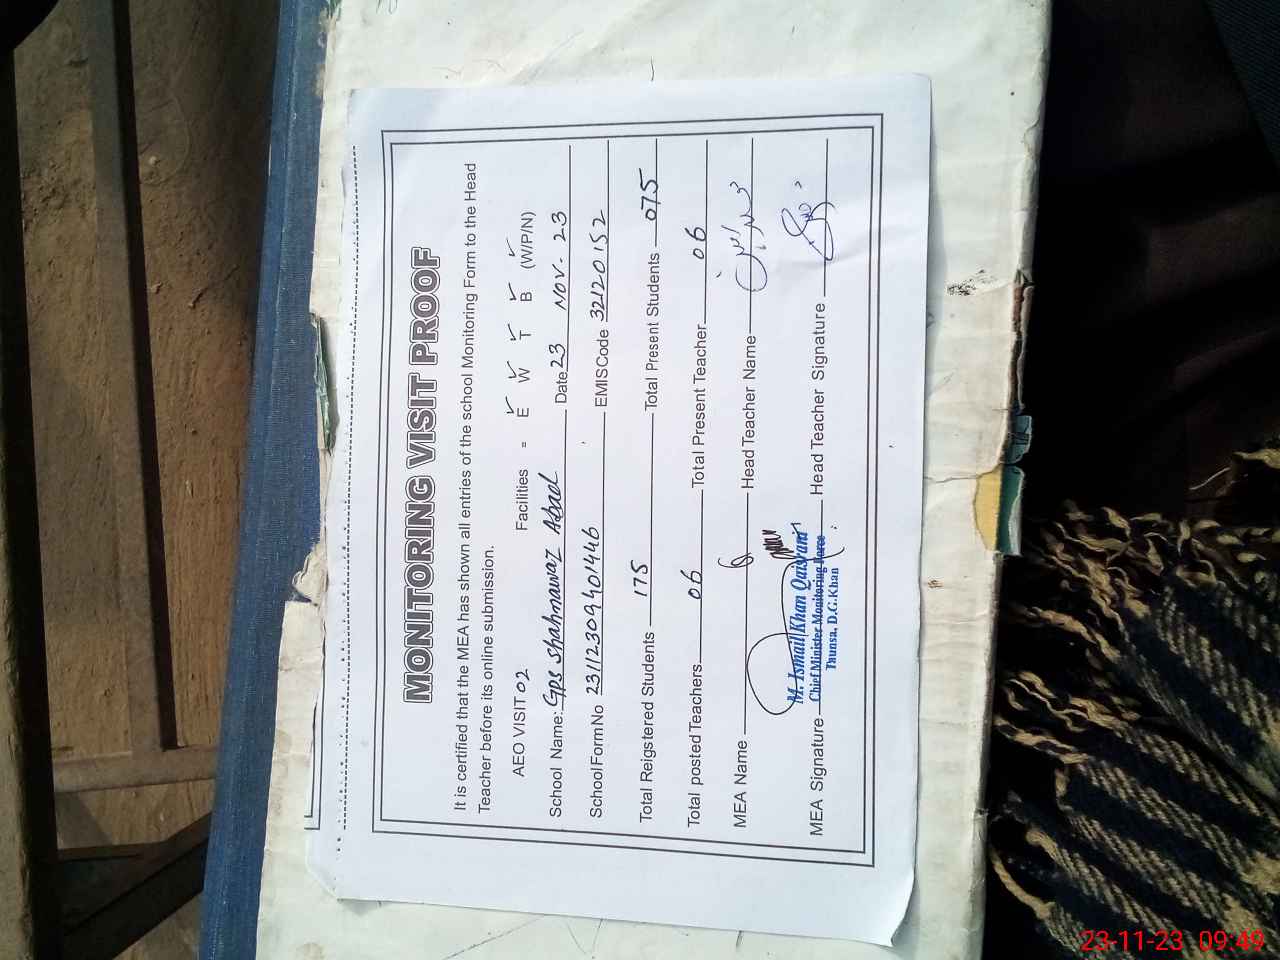 MONITORING VISIT PROOF
It is certified that the MEA has shown all entries of the school Monitoring Form to the Head
Teacher before its online submission.
AEO VISIT 02 Facilities = E ✓ W ✓ T ✓ B ✓ (W/P/N) ✓
School Name: Gps Shahnawaz Abad Date 23 NOV - 23
School Form No 23112309401446 EMIS Code 32120152
Total Reigstered Students 175 Total Present Students 075
Total posted Teachers 06 Total Present Teacher 06
MEA Name Head Teacher Name
MEA Signature Head Teacher Signature
M. Ismail Khan Qaisrani
Chief Minister Monitoring Force
Thunsa, D.G.Khan
23-11-23 09:49